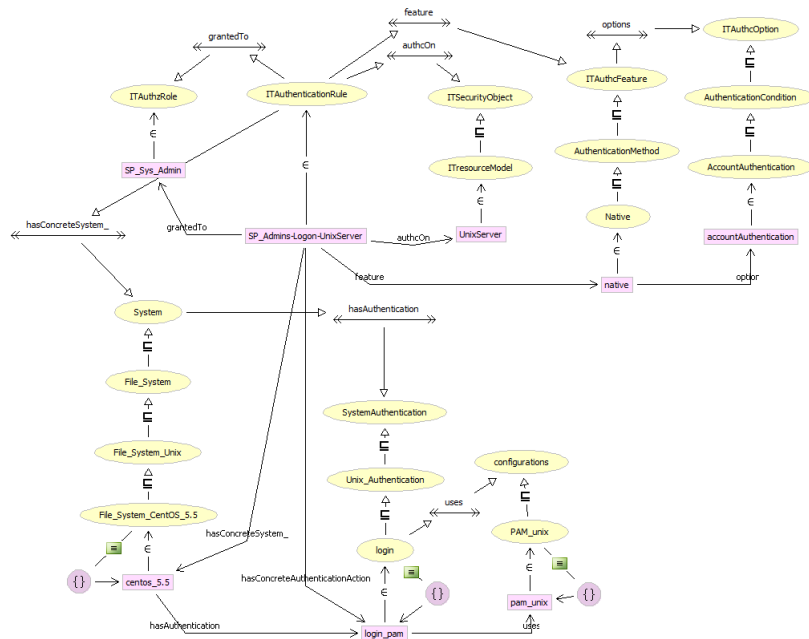 feature
options
ITAuthcOption
grantedTo
authcOn
ITAuthcFeature
ITAuthzRole
ITAuthenticationRule
ITSecurityObject
⊑
⊑
⊑
AuthenticationCondition
∈
∈
AuthenticationMethod
⊑
SP_Sys_Admin
ITresourceModel
AccountAuthentication
⊑
∈
∈
Native
hasConcreteSystem_
grantedTo
SP_Admins-Logon-UnixServer
authcOn
UnixServer
accountAuthentication
∈
feature
native
option
System
hasAuthentication
⊑
File_System
⊑
SystemAuthentication
⊑
File_System_Unix
Unix_Authentication
configurations
⊑
⊑
uses
⊑
File_System_CentOS_5.5
hasConcreteSystem_
login
PAM_unix
≡
∈
≡
∈
≡
∈
{}
centos_5.5
hasConcreteAuthenticationAction
{}
pam_unix
{}
hasAuthentication
login_pam
uses